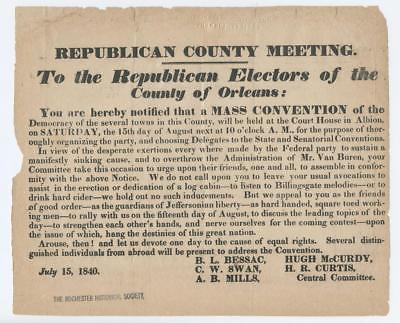 REPUBLICAN COUNTY MEETING.
To the Republican Electors of the
County of Orleans:
You are hereby notified that a MASS CONVENTION of the
Democracy of the several towns in this County, will be held at the Court House in Albion,
on SATURDAY, the 15th day of August next at 10 o'clock A. M., for the purpose of
thoroughly organizing the party, and choosing Delegates to the State and Senatorial Conventions.
In view of the desperate exertions every where made by the Federal party to sustain a
manifestly sinking cause, and to overthrow the Administration of Mr. Van Buren, your
Committee take this occasion to urge upon their friends, one and all, to assemble in con-
formity with the above Notice. We do not call upon you to leave your usual avocations to
assist in the erection or dedication of a log cabin—to listen to Billingsgate melodies—or to
drink hard cider—we hold out no such inducements. But we appeal to you as the friends
of good order—as the guardians of Jeffersonian liberty—as hard handed, square toed work-
ing men—to rally with us on the fifteenth day of August, to discuss the leading topics of the
day—to strengthen each other's hands, and nerve ourselves for the coming contest—upon
the issue of which, hang the destinies of this great nation.
Arouse, then! and let us devote one day to the cause of equal rights. Several distin-
guished individuals from abroad will be present to address the Convention.
B. L. BESSAC, HUGH McCURDY,
July 15, 1840. C. W. SWAN, H. R. CURTIS,
A. B. MILLS, Central Committee.
THE ROCHESTER HISTORICAL SOCIETY.